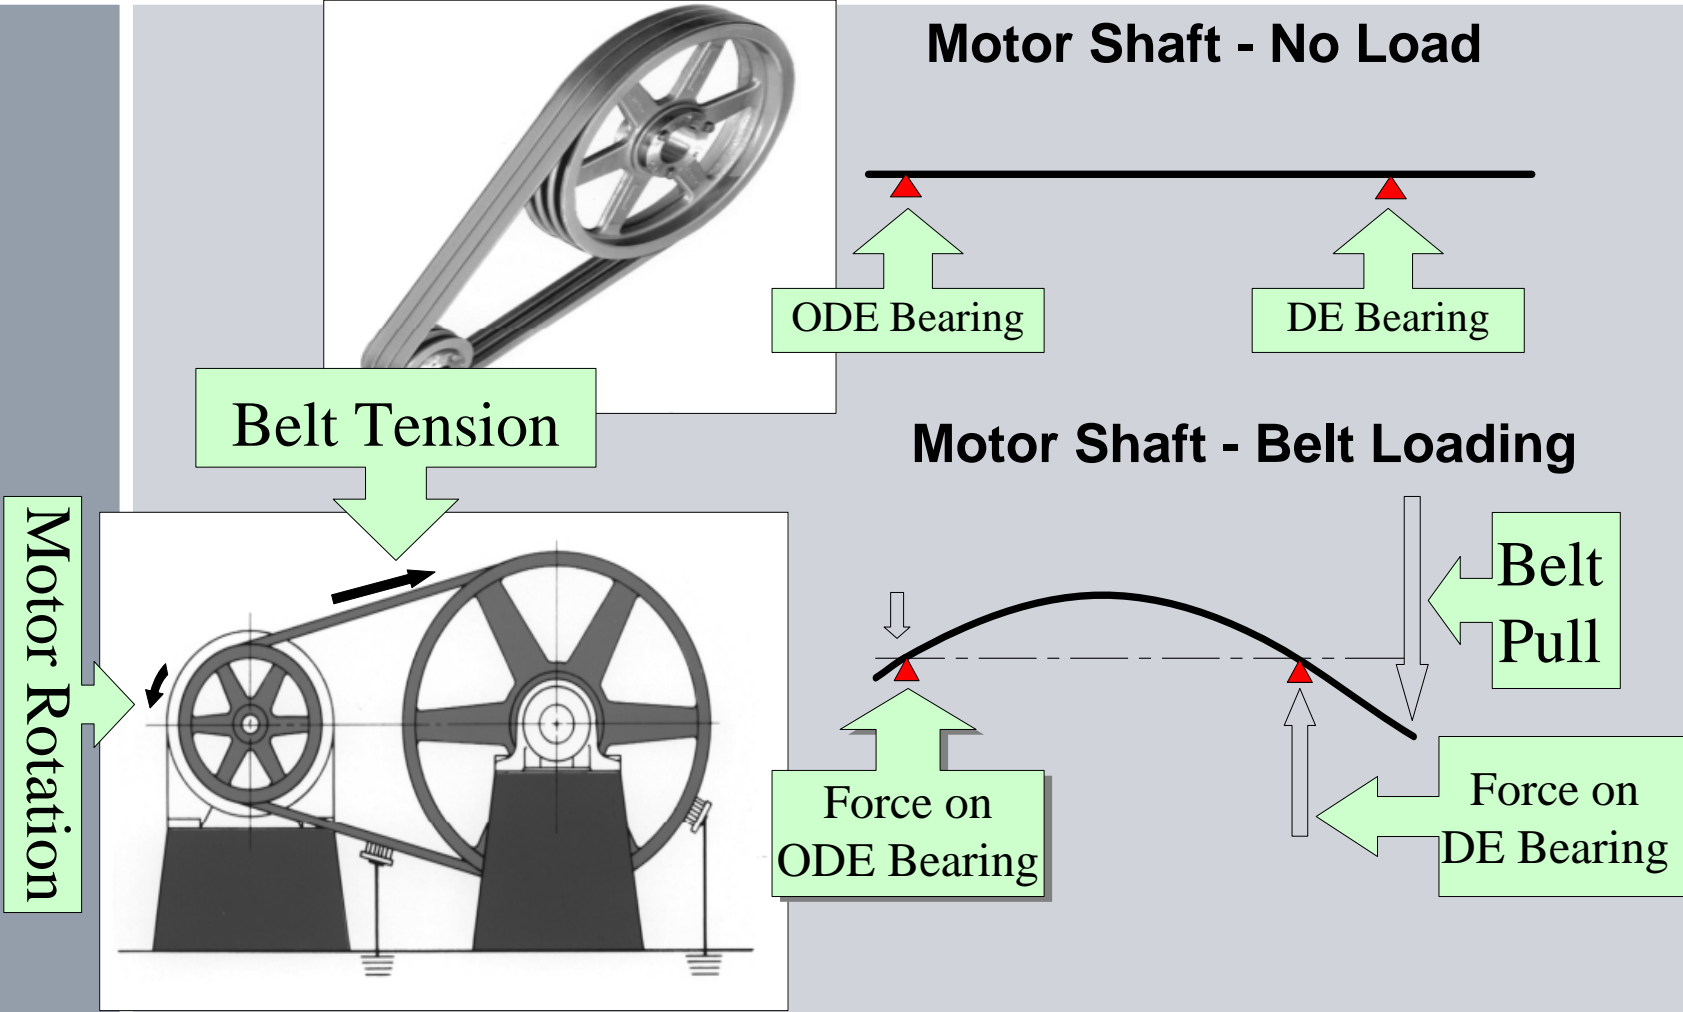 Motor Shaft - No Load
ODE Bearing
DE Bearing
Belt Tension
Motor Shaft - Belt Loading
Motor Rotation
Belt
Pull
Force on
ODE Bearing
Force on
DE Bearing